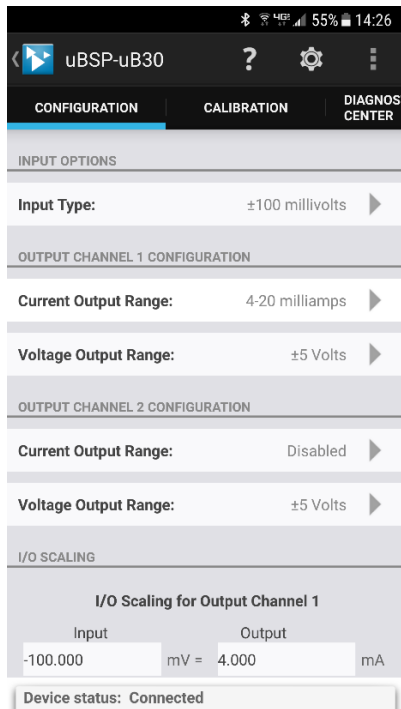 4GE 55% 14:26
uBSP-uB30 ?
CONFIGURATION CALIBRATION DIAGNOS
CENTER
INPUT OPTIONS
Input Type: ±100 millivolts
OUTPUT CHANNEL 1 CONFIGURATION
Current Output Range: 4-20 milliamps
Voltage Output Range: ±5 Volts
OUTPUT CHANNEL 2 CONFIGURATION
Current Output Range: Disabled
Voltage Output Range: ±5 Volts
I/O SCALING
I/O Scaling for Output Channel 1
Input Output
-100.000 mV = 4.000 mA
Device status: Connected